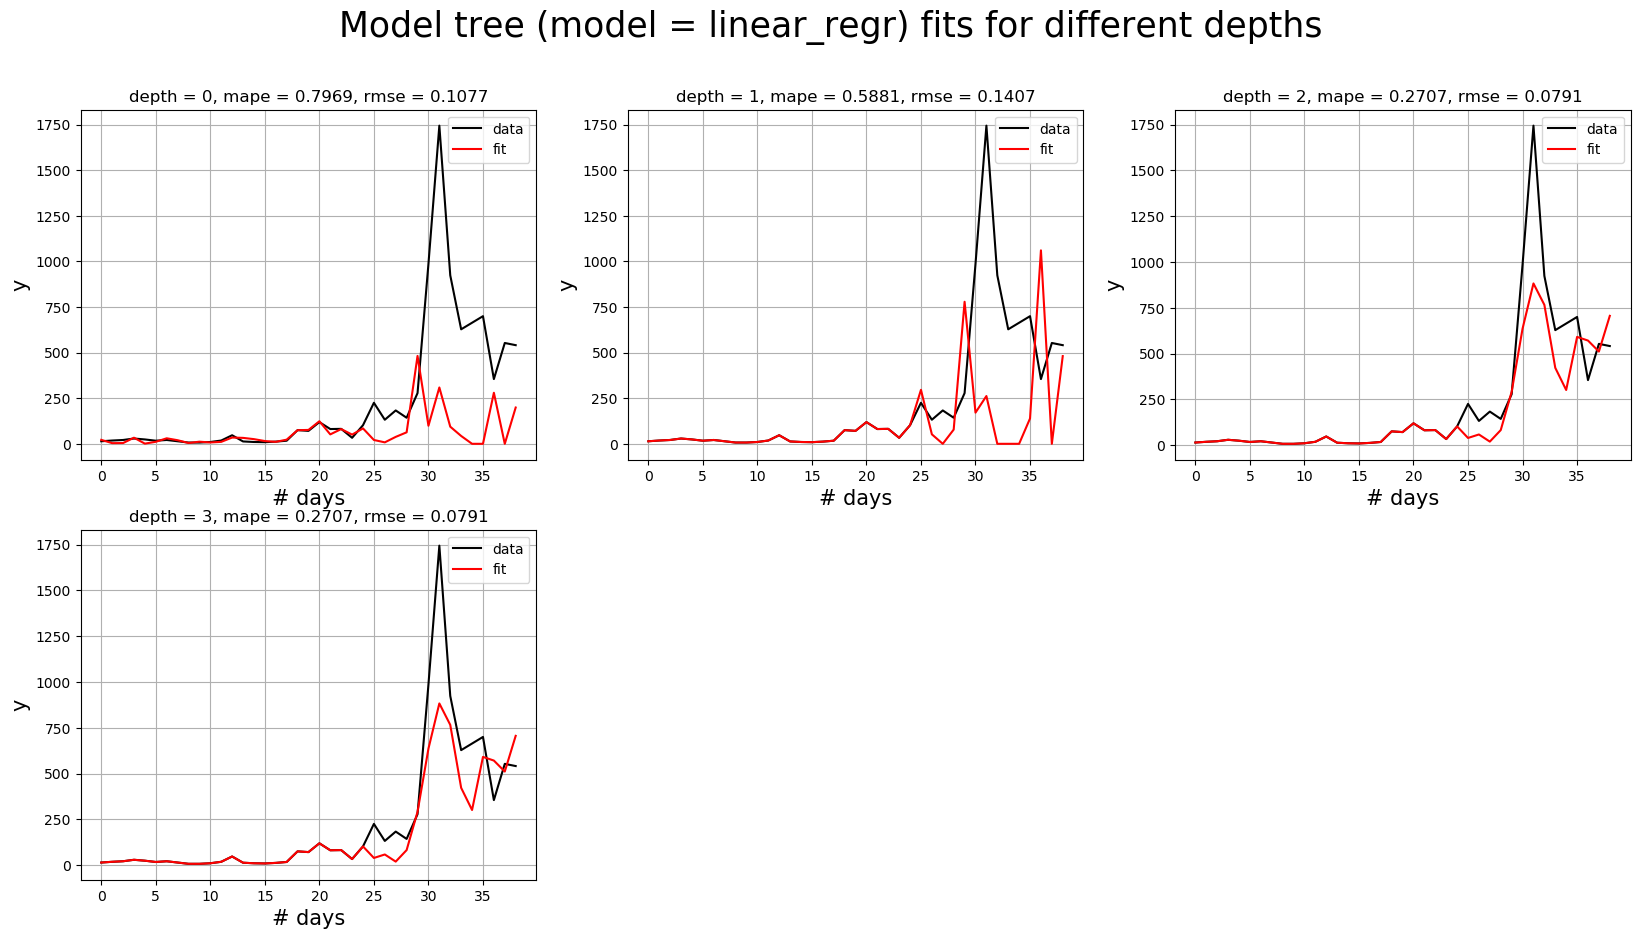 Model tree (model = linear_regr) fits for different depths
depth = 0, mape = 0.7969, rmse = 0.1077
data
fit
1750
1500
1250
1000
750
500
250
0
y
0 5 10 15 20 25 30 35
# days
depth = 1, mape = 0.5881, rmse = 0.1407
data
fit
1750
1500
1250
1000
750
500
250
0
y
0 5 10 15 20 25 30 35
# days
depth = 2, mape = 0.2707, rmse = 0.0791
data
fit
1750
1500
1250
1000
750
500
250
0
y
0 5 10 15 20 25 30 35
# days
depth = 3, mape = 0.2707, rmse = 0.0791
data
fit
1750
1500
1250
1000
750
500
250
0
y
0 5 10 15 20 25 30 35
# days